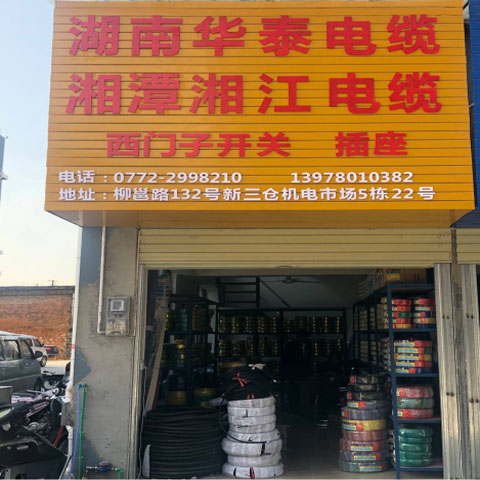 湖南华泰电缆
湘潭湘江电缆
西门子开关 插座
电话：0772-2998210 13978010382
地址：柳邕路132号新三仓机电市场5栋22号